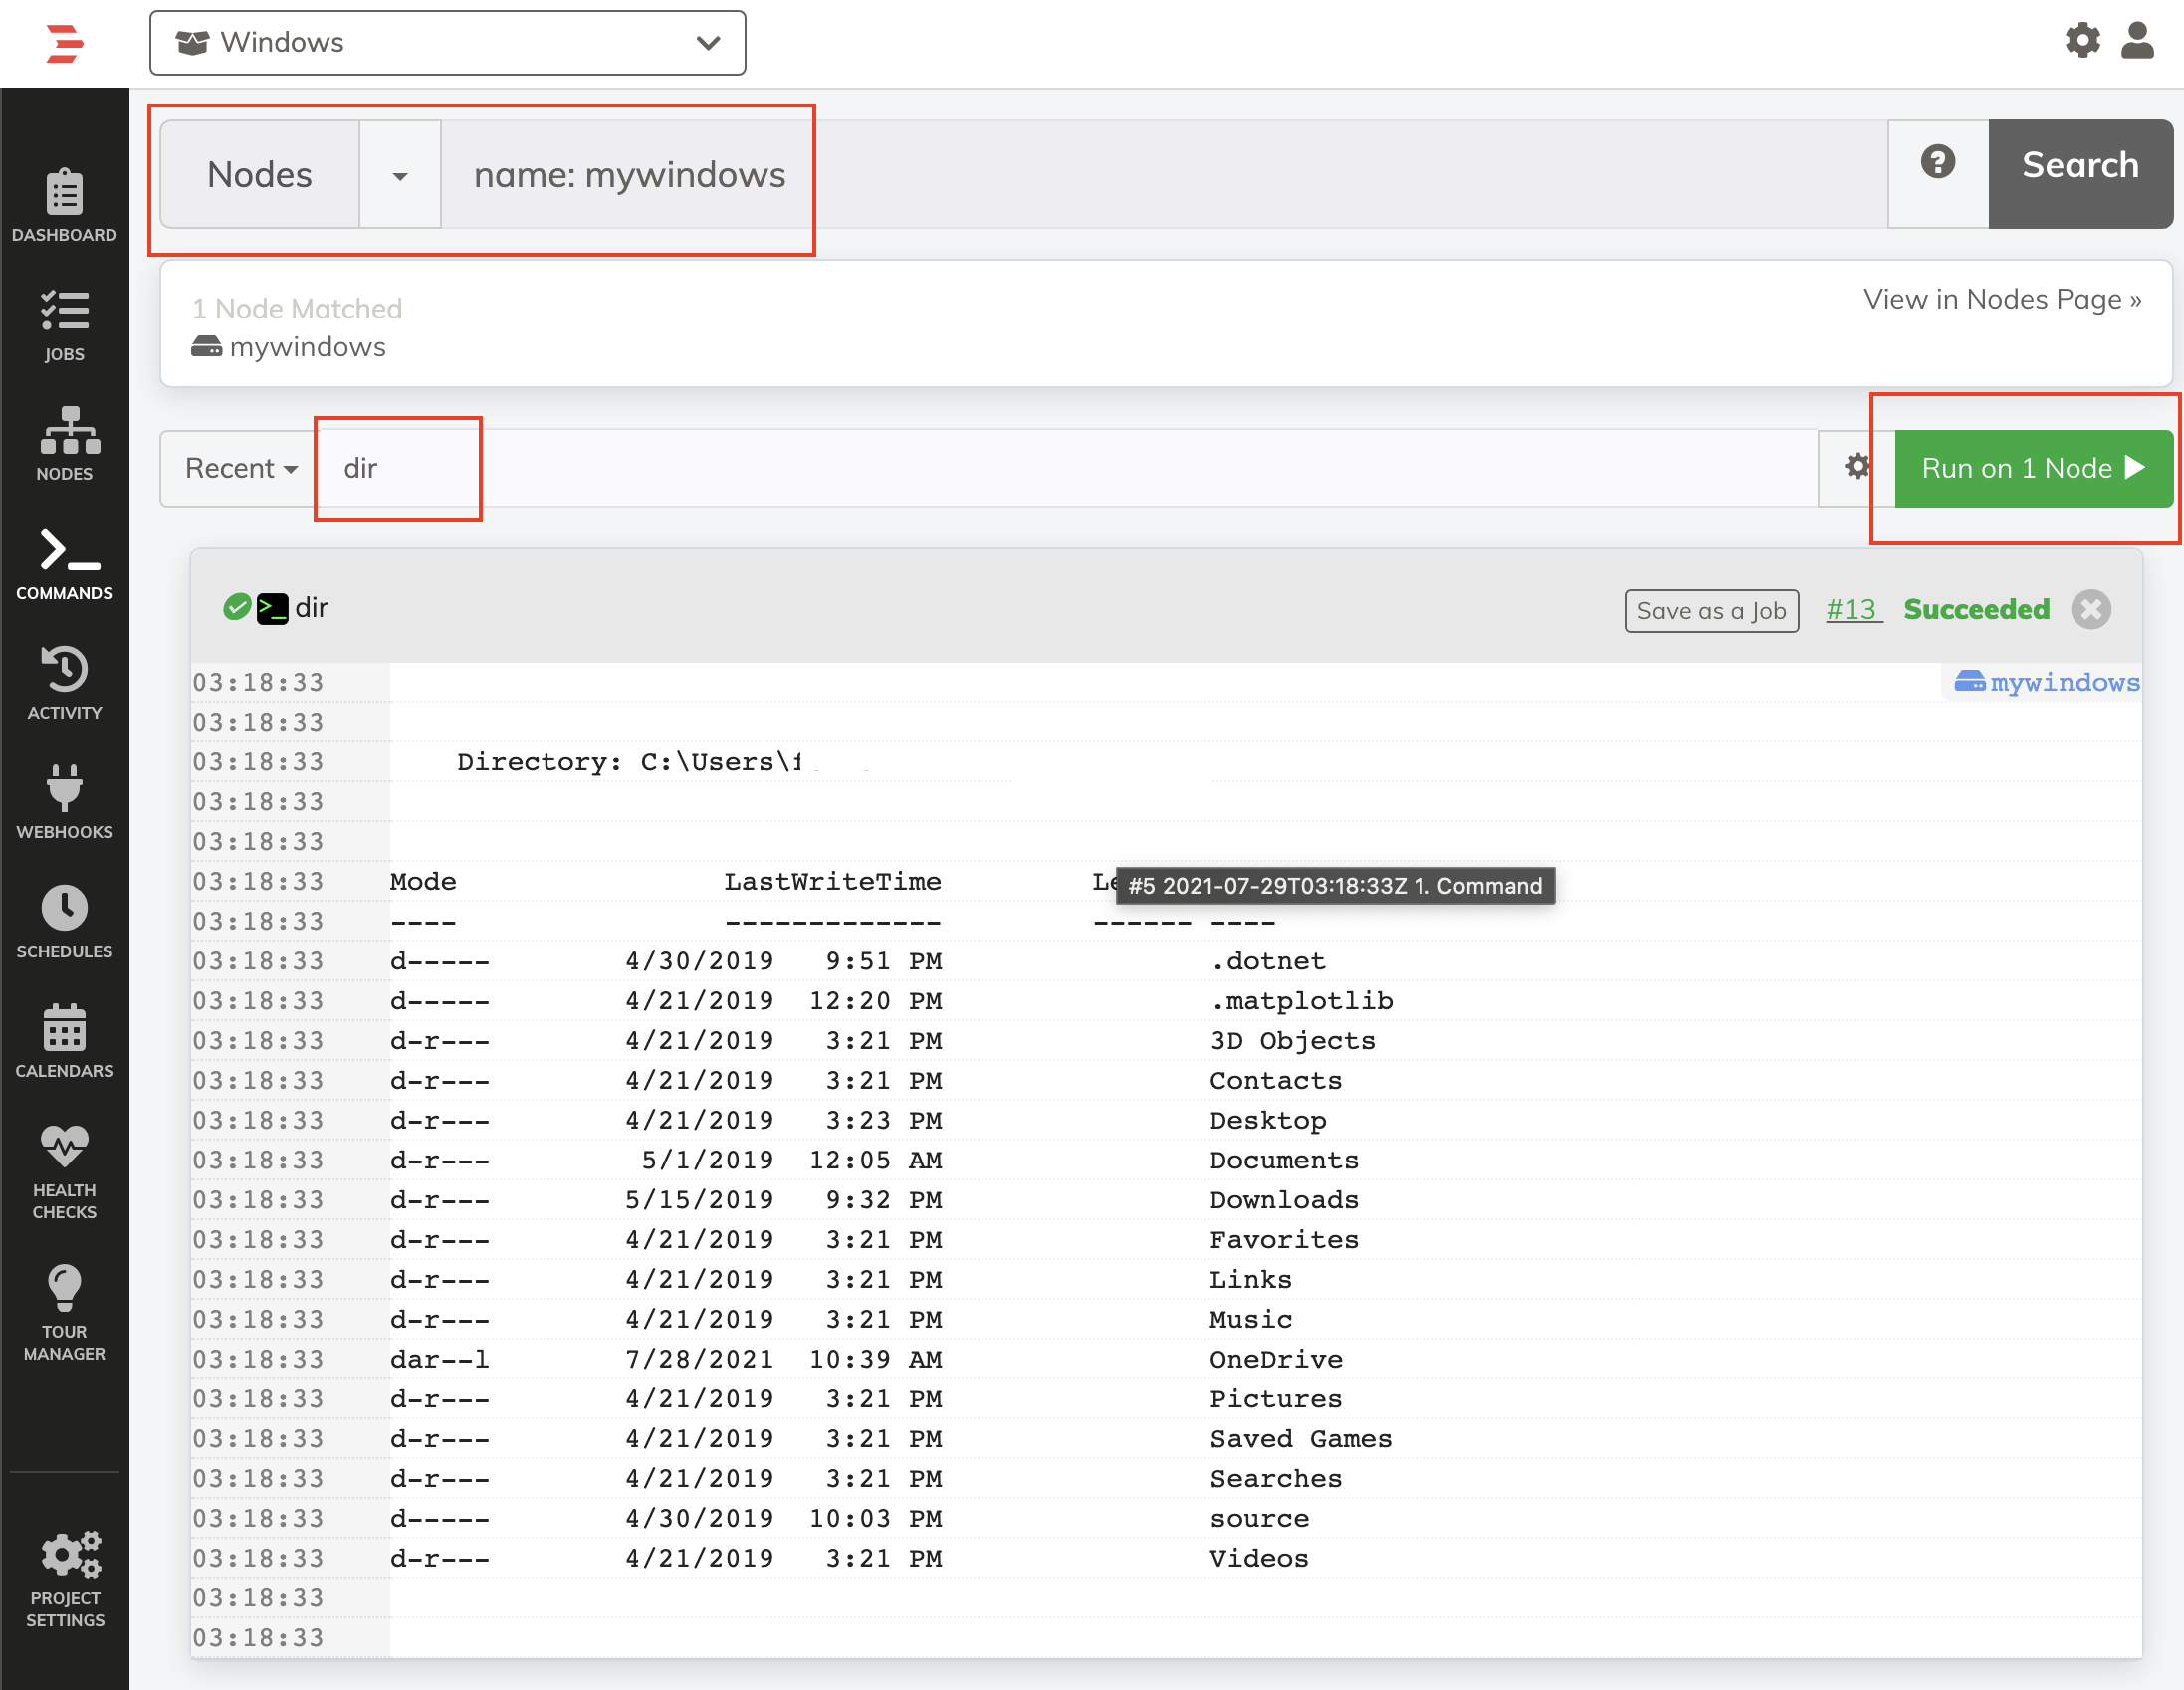 Windows
Nodes name: mywindows Search
1 Node Matched View in Nodes Page »
mywindows
Recent dir Run on 1 Node
dir Save as a Job #13 Succeeded
DASHBOARD
JOBS
NODES
COMMANDS
ACTIVITY
WEBHOOKS
SCHEDULES
CALENDARS
HEALTH
CHECKS
TOUR
MANAGER
PROJECT
SETTINGS
03:18:33 mywindows
03:18:33
03:18:33 Directory: C:\Users\
03:18:33
03:18:33
03:18:33 Mode LastWriteTime #5 2021-07-29T03:18:33Z 1. Command
03:18:33 ---- ------------- ------ ----
03:18:33 d----- 4/30/2019 9:51 PM .dotnet
03:18:33 d----- 4/21/2019 12:20 PM .matplotlib
03:18:33 d-r--- 4/21/2019 3:21 PM 3D Objects
03:18:33 d-r--- 4/21/2019 3:21 PM Contacts
03:18:33 d-r--- 4/21/2019 3:23 PM Desktop
03:18:33 d-r--- 5/1/2019 12:05 AM Documents
03:18:33 d-r--- 5/15/2019 9:32 PM Downloads
03:18:33 d-r--- 4/21/2019 3:21 PM Favorites
03:18:33 d-r--- 4/21/2019 3:21 PM Links
03:18:33 d-r--- 4/21/2019 3:21 PM Music
03:18:33 dar--l 7/28/2021 10:39 AM OneDrive
03:18:33 d-r--- 4/21/2019 3:21 PM Pictures
03:18:33 d-r--- 4/21/2019 3:21 PM Saved Games
03:18:33 d-r--- 4/21/2019 3:21 PM Searches
03:18:33 d----- 4/30/2019 10:03 PM source
03:18:33 d-r--- 4/21/2019 3:21 PM Videos
03:18:33
03:18:33